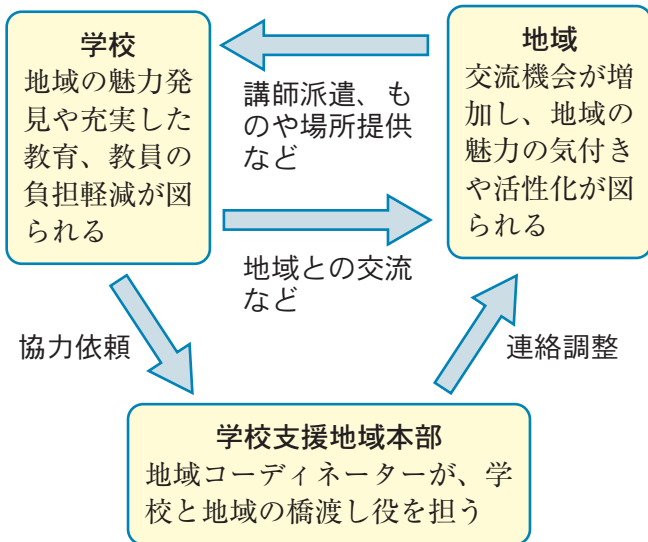 学校
地域の魅力発
見や充実した
教育、教員の
負担軽減が図
られる
講師派遣、も
のや場所提供
など
地域
交流機会が増
加し、地域の
魅力の気付き
や活性化が図
られる
地域との交流
など
協力依頼
連絡調整
学校支援地域本部
地域コーディネーターが、学
校と地域の橋渡し役を担う